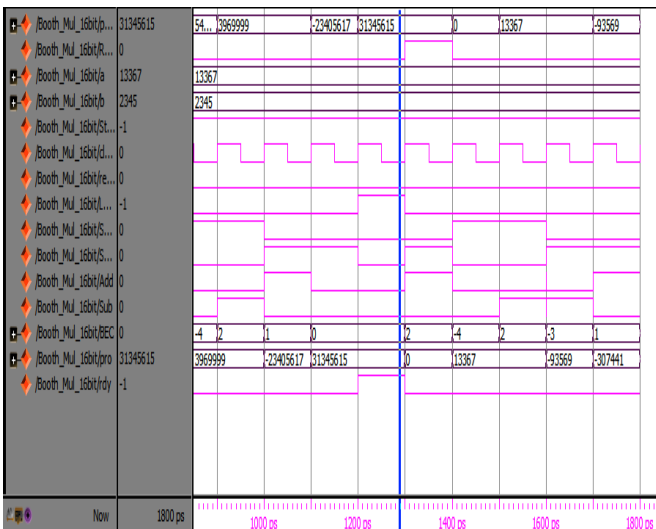 /Booth_Mul_16bit/p... 31345615 54... 3969999 -23405617 31345615 0 13367 -93569
/Booth_Mul_16bit/R... 0
/Booth_Mul_16bit/a 13367 13367
/Booth_Mul_16bit/b 2345 2345
/Booth_Mul_16bit/St... -1
/Booth_Mul_16bit/cl... 0
/Booth_Mul_16bit/re... 0
/Booth_Mul_16bit/L... -1
/Booth_Mul_16bit/S... 0
/Booth_Mul_16bit/S... 0
/Booth_Mul_16bit/Add 0
/Booth_Mul_16bit/Sub 0
/Booth_Mul_16bit/BEC 0 -4 2 1 0 2 -4 2 -3 1
/Booth_Mul_16bit/pro 31345615 3969999 -23405617 31345615 0 13367 -93569 -307441
/Booth_Mul_16bit/rdy -1
Now 1800 ps 1000 ps 1200 ps 1400 ps 1600 ps 1800 ps